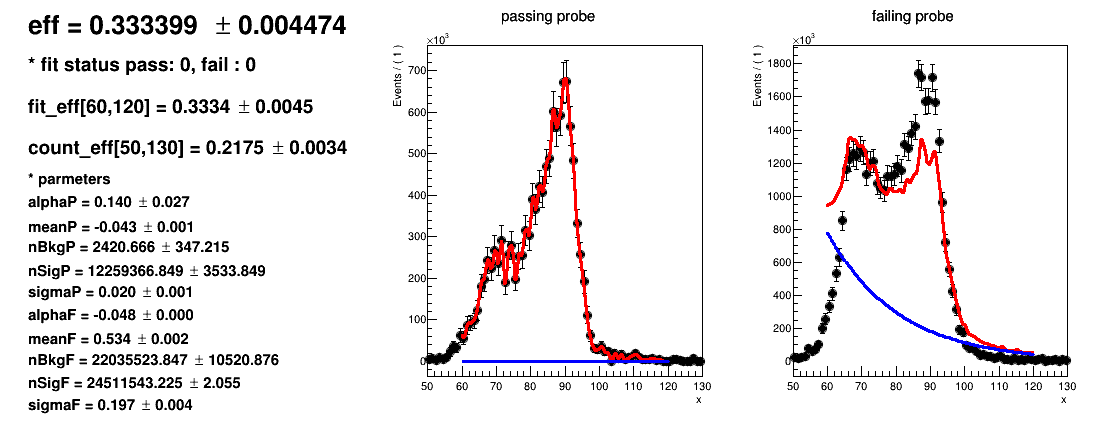 eff = 0.333399 ± 0.004474
* fit status pass: 0, fail : 0
fit_eff[60,120] = 0.3334 ± 0.0045
count_eff[50,130] = 0.2175 ± 0.0034
* parmeters
alphaP = 0.140 ± 0.027
meanP = -0.043 ± 0.001
nBkgP = 2420.666 ± 347.215
nSigP = 12259366.849 ± 3533.849
sigmaP = 0.020 ± 0.001
alphaF = -0.048 ± 0.000
meanF = 0.534 ± 0.002
nBkgF = 22035523.847 ± 10520.876
nSigF = 24511543.225 ± 2.055
sigmaF = 0.197 ± 0.004
passing probe
×10³
Events / ( 1 )
700
600
500
400
300
200
100
0
50 60 70 80 90 100 110 120 130
x
failing probe
×10³
Events / ( 1 )
1800
1600
1400
1200
1000
800
600
400
200
0
50 60 70 80 90 100 110 120 130
x